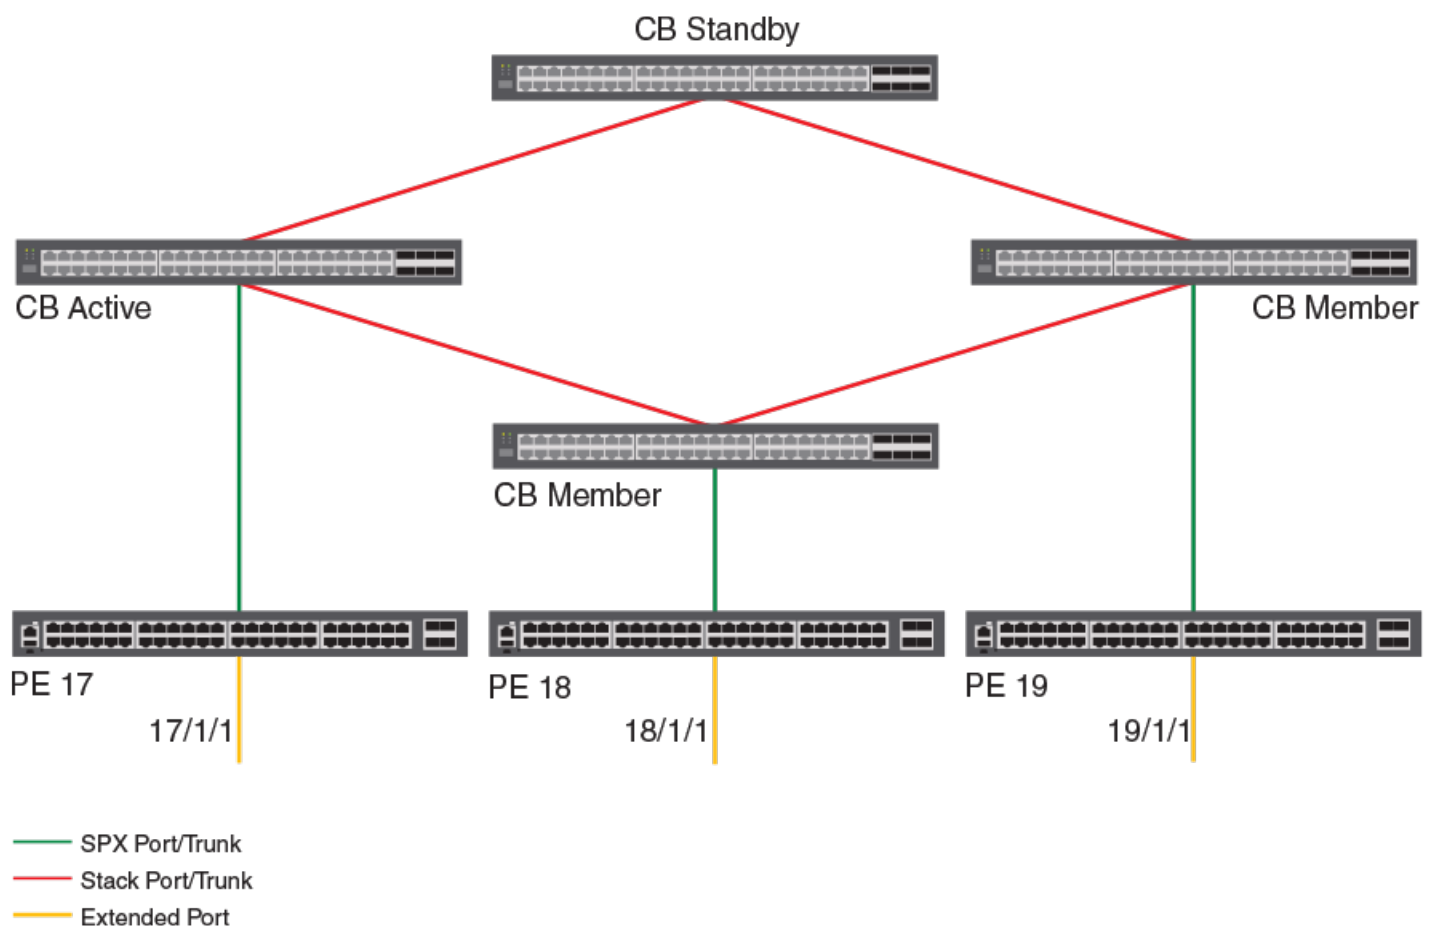 CB Standby
CB Active
CB Member
CB Member
PE 17
PE 18
PE 19
17/1/1
18/1/1
19/1/1
SPX Port/Trunk
Stack Port/Trunk
Extended Port